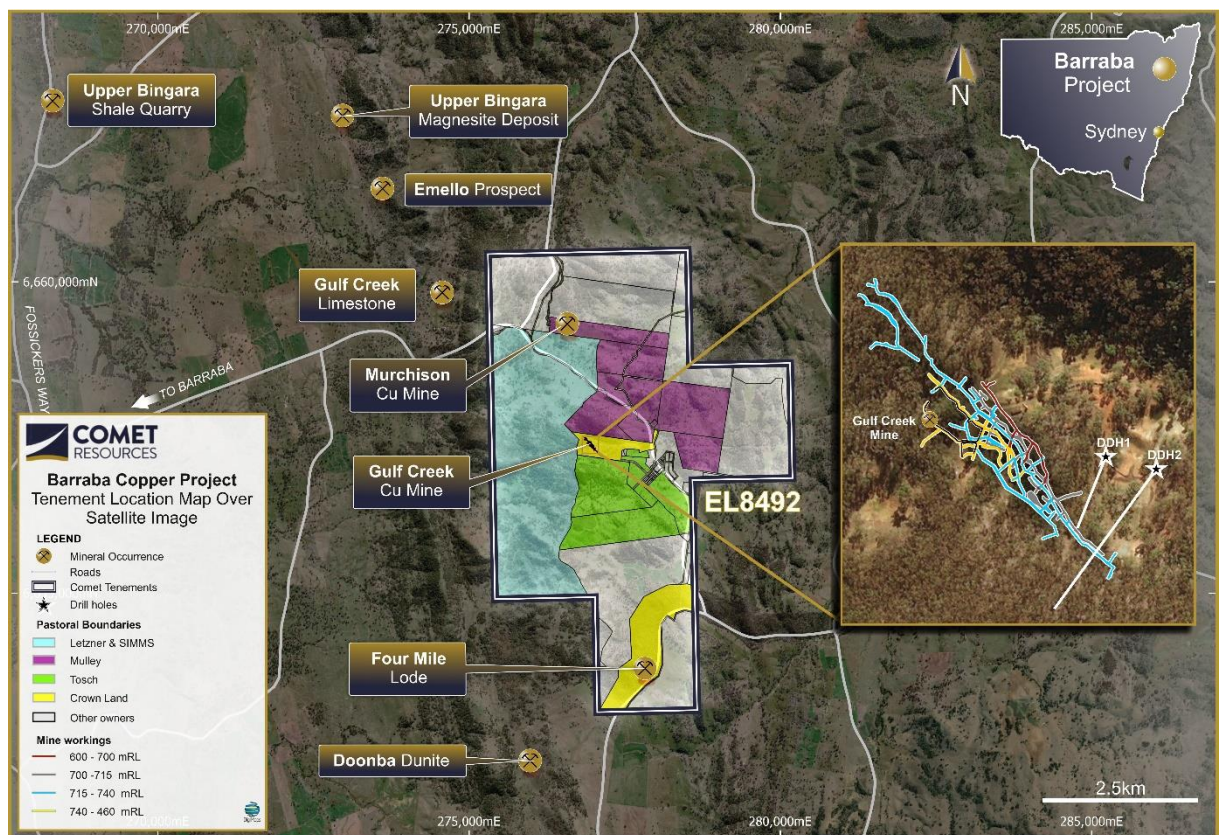 270,000mE
275,000mE
280,000mE
285,000mE
Upper Bingara
Shale Quarry
Upper Bingara
Magnesite Deposit
Emello Prospect
N
Barraba
Project
Sydney
6,660,000mN
Gulf Creek
Limestone
FOSSICKERS WAY
TO BARRABA
Murchison
Cu Mine
Gulf Creek
Cu Mine
EL8492
Gulf Creek
Mine
DDH1
DDH2
Four Mile
Lode
Doonba Dunite
COMET
RESOURCES
Barraba Copper Project
Tenement Location Map Over
Satellite Image
LEGEND
Mineral Occurrence
Roads
Comet Tenements
Drill holes
Pastoral Boundaries
Letzner & SIMMS
Mulley
Tosch
Crown Land
Other owners
Mine workings
600 - 700 mRL
700 -715 mRL
715 - 740 mRL
740 - 460 mRL
2.5km
270,000mE
275,000mE
280,000mE
285,000mE